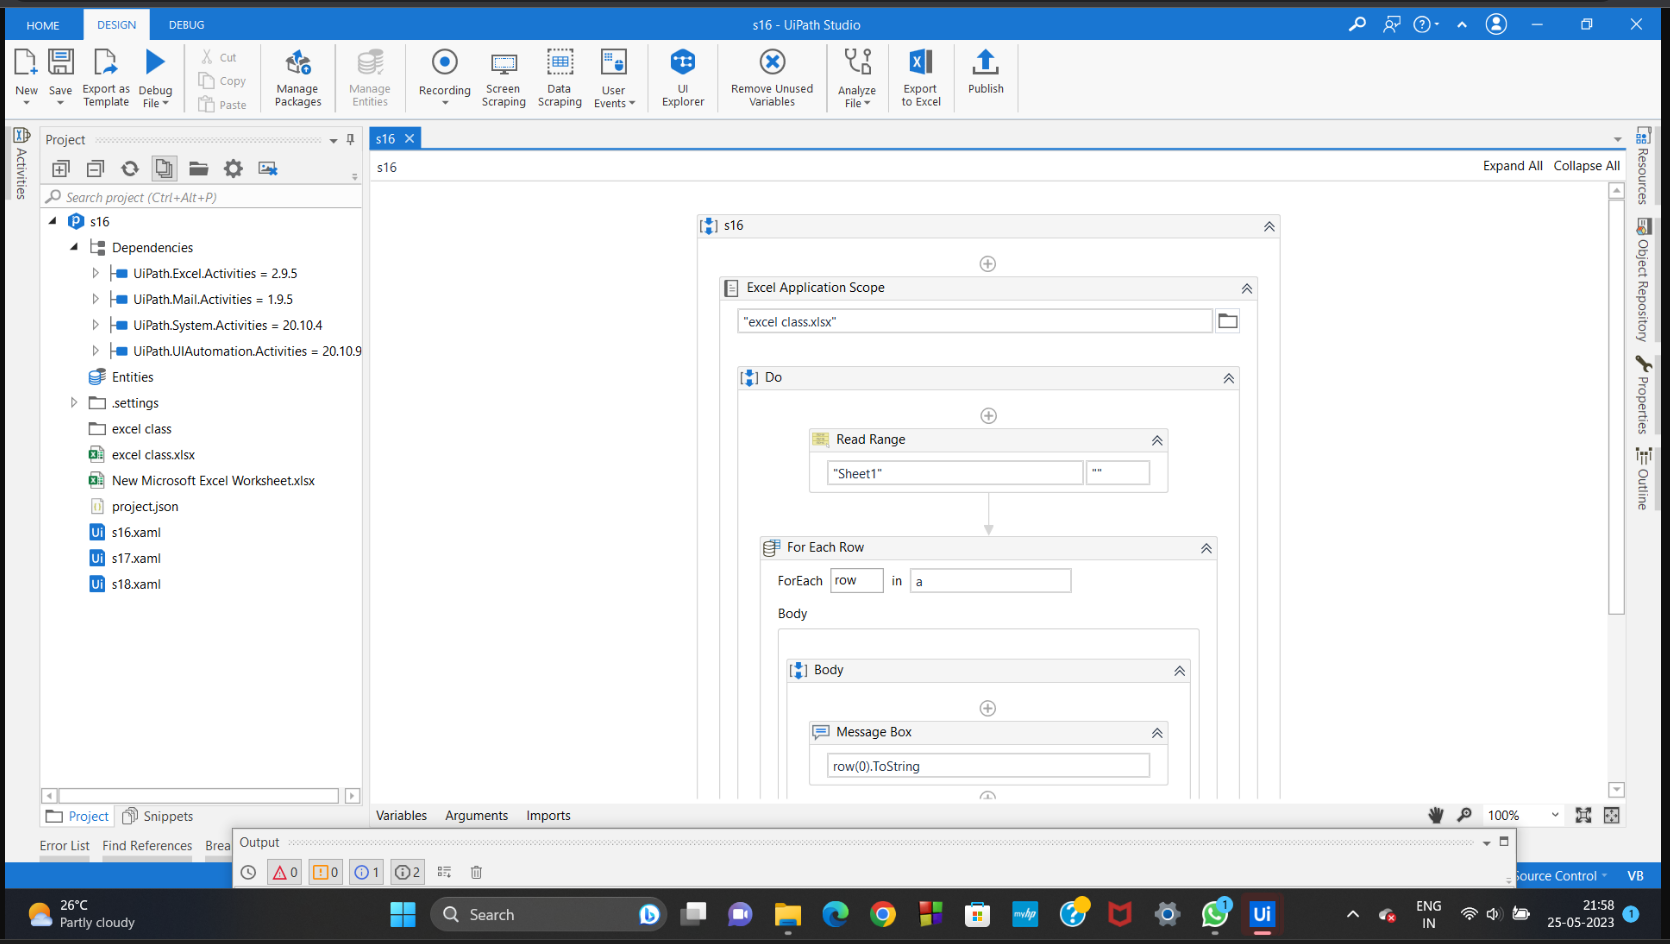 HOME DESIGN DEBUG s16 - UiPath Studio
New Save Export as Template Debug File Cut Copy Paste Manage Packages Manage Entities Recording Screen Scraping Data Scraping User Events UI Explorer Remove Unused Variables Analyze File Export to Excel Publish
Activities
Project
Search project (Ctrl+Alt+P)
s16
Dependencies
UiPath.Excel.Activities = 2.9.5
UiPath.Mail.Activities = 1.9.5
UiPath.System.Activities = 20.10.4
UiPath.UIAutomation.Activities = 20.10.9
Entities
.settings
excel class
excel class.xlsx
New Microsoft Excel Worksheet.xlsx
project.json
s16.xaml
s17.xaml
s18.xaml
Project Snippets
s16
s16 Expand All Collapse All
s16
Excel Application Scope
"excel class.xlsx"
Do
Read Range
"Sheet1" ""
For Each Row
ForEach row in a
Body
Body
Message Box
row(0).ToString
Variables Arguments Imports 100%
Resources
Object Repository
Properties
Outline
Error List Find References Brea
Output
0 0 1 2
Source Control VB
26°C
Partly cloudy
Search
myhp
1
Ui
ENG
IN
21:58
25-05-2023
1